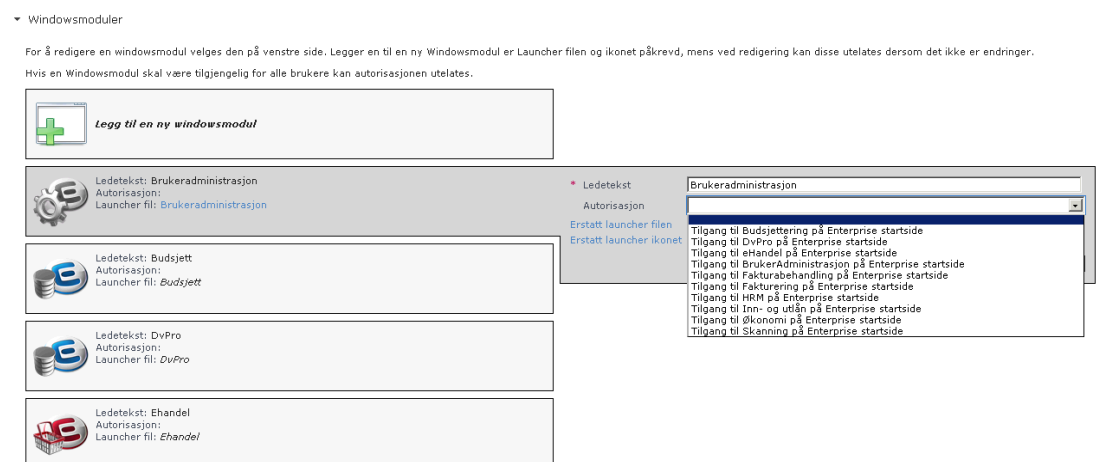 Windowsmoduler
For å redigere en windowsmodul velges den på venstre side. Legger en til en ny Windowsmodul er Launcher filen og ikonet påkrevd, mens ved redigering kan disse utelates dersom det ikke er endringer.
Hvis en Windowsmodul skal være tilgjengelig for alle brukere kan autorisasjonen utelates.
Legg til en ny windowsmodul
Ledetekst: Brukeradministrasjon
Autorisasjon:
Launcher fil: Brukeradministrasjon
* Ledetekst Brukeradministrasjon
Autorisasjon
Erstatt launcher filen
Erstatt launcher ikonet
Tilgang til Budsjettering på Enterprise startside
Tilgang til DvPro på Enterprise startside
Tilgang til eHandel på Enterprise startside
Tilgang til BrukerAdministrasjon på Enterprise startside
Tilgang til Fakturabehandling på Enterprise startside
Tilgang til Fakturering på Enterprise startside
Tilgang til HRM på Enterprise startside
Tilgang til Inn- og utlån på Enterprise startside
Tilgang til Økonomi på Enterprise startside
Tilgang til Skanning på Enterprise startside
Ledetekst: Budsjett
Autorisasjon:
Launcher fil: Budsjett
Ledetekst: DvPro
Autorisasjon:
Launcher fil: DvPro
Ledetekst: Ehandel
Autorisasjon:
Launcher fil: Ehandel